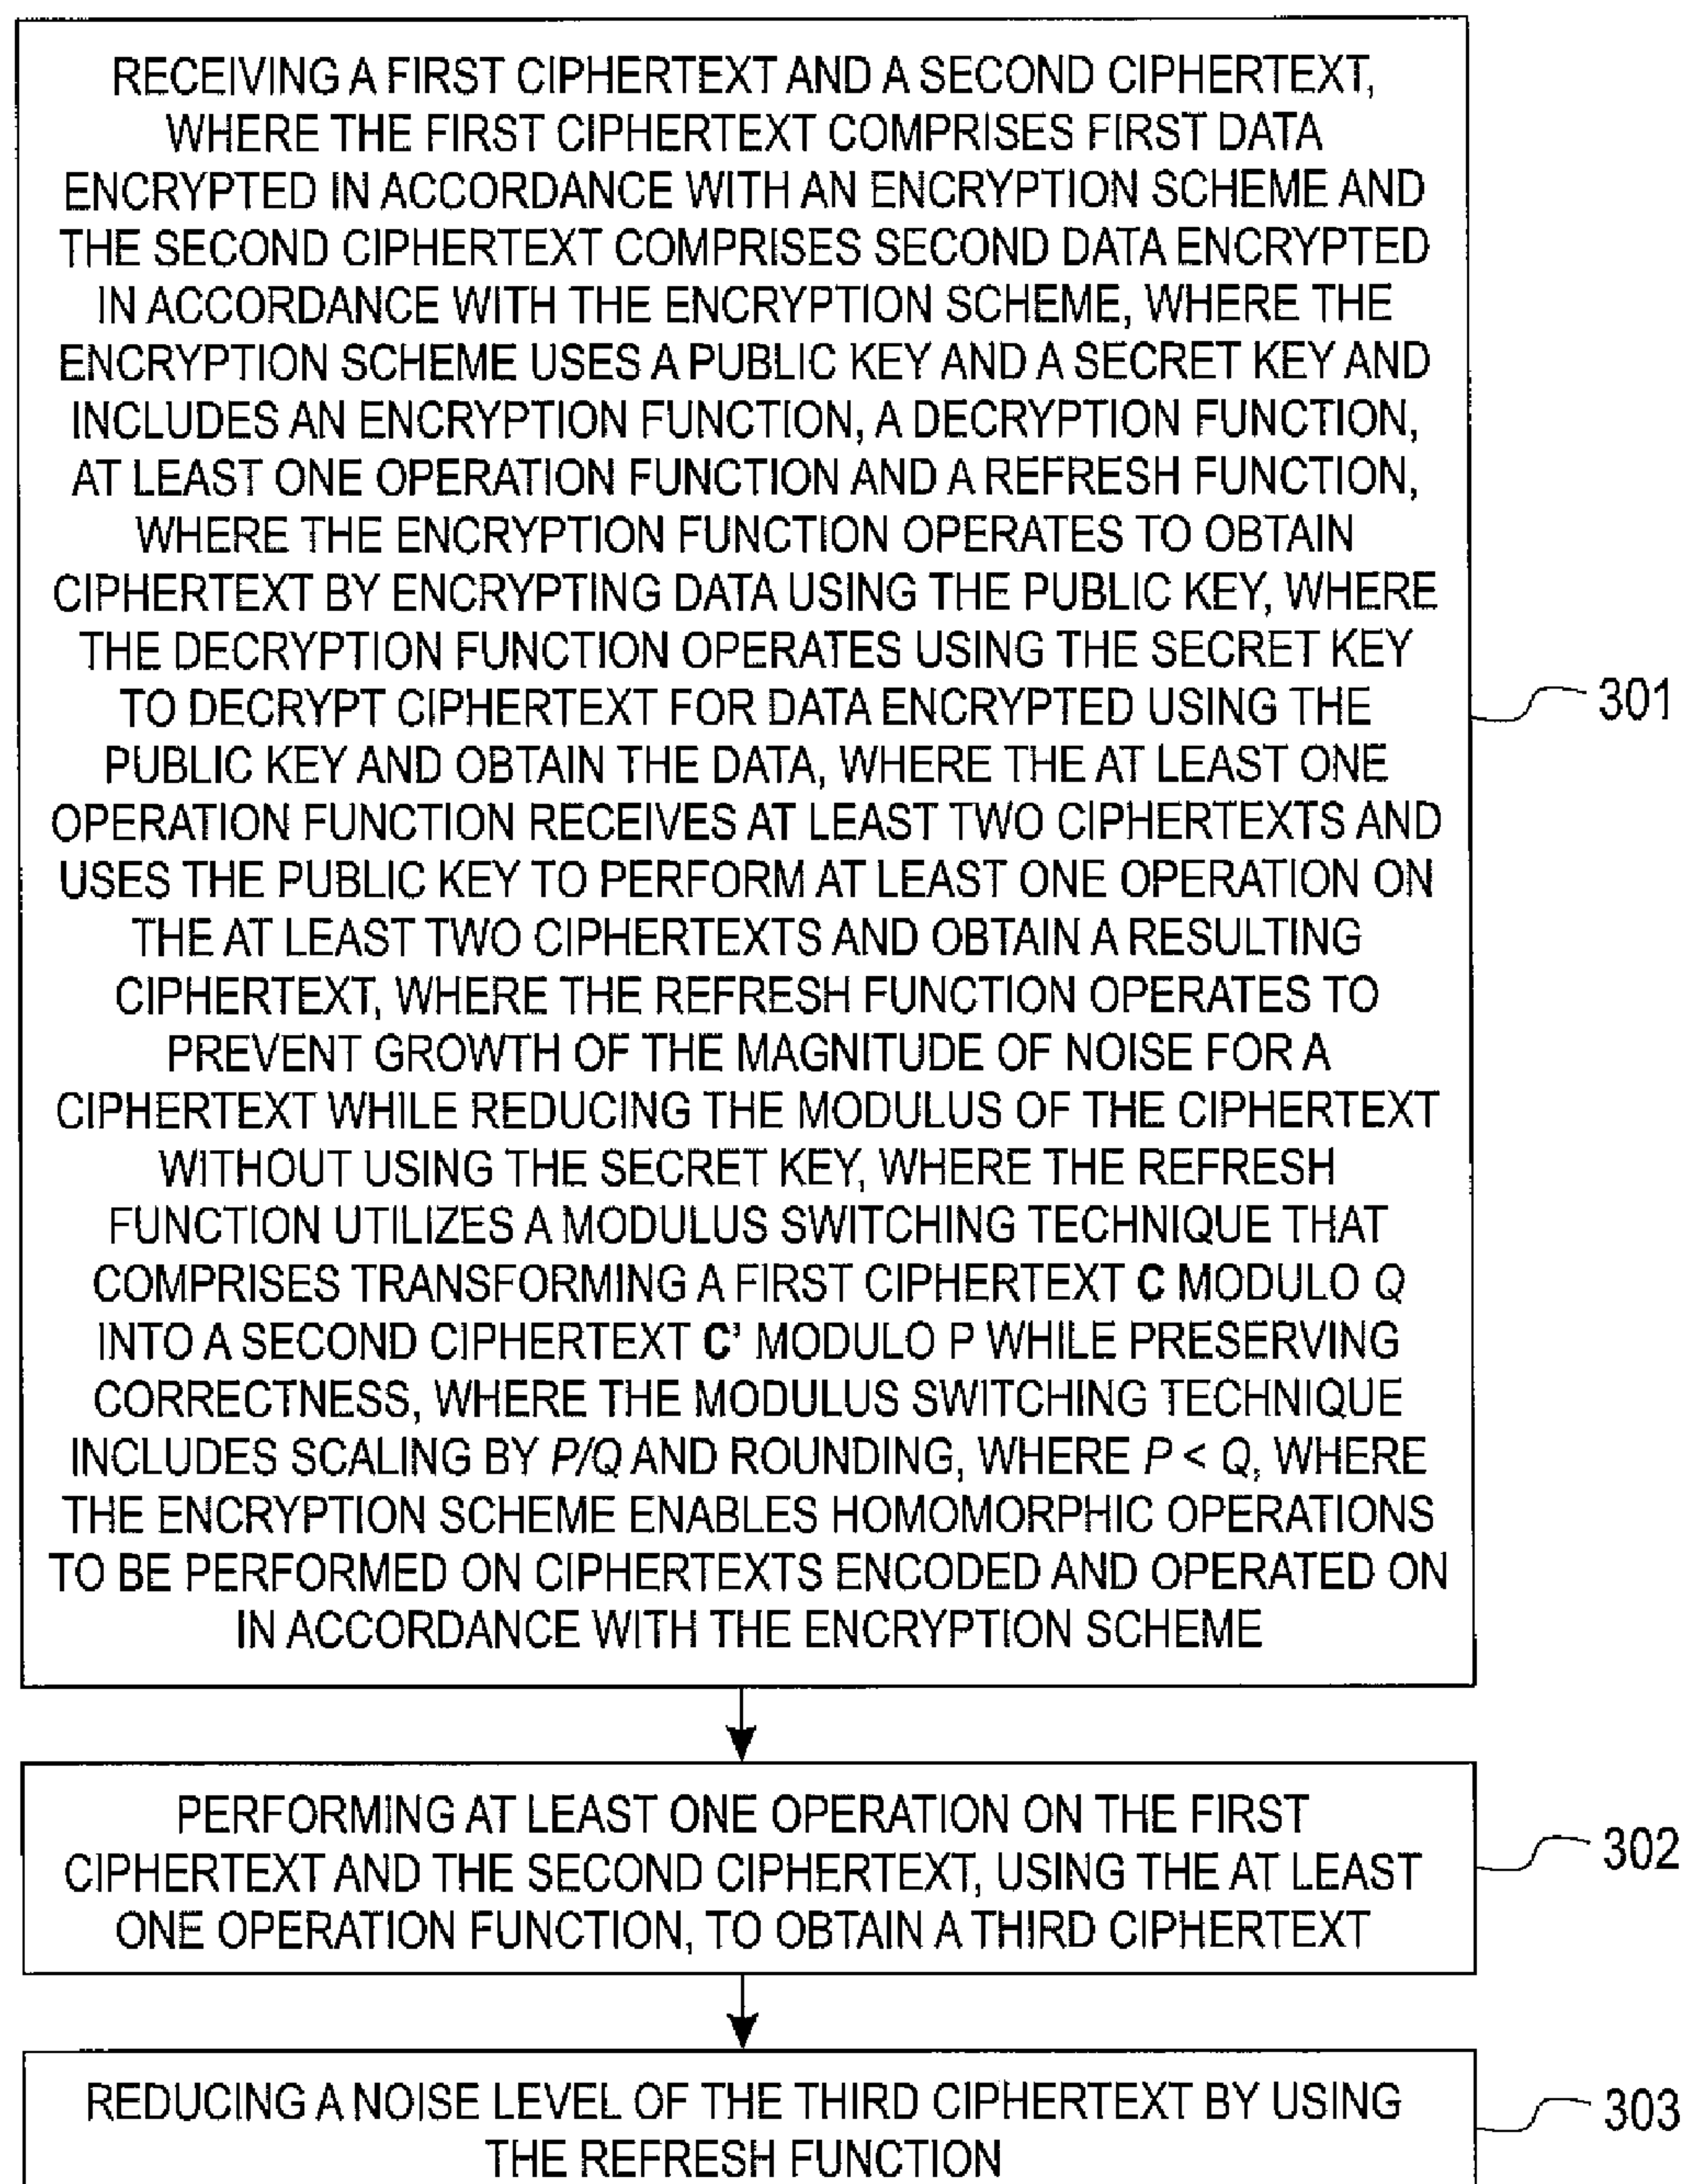 RECEIVING A FIRST CIPHERTEXT AND A SECOND CIPHERTEXT,
WHERE THE FIRST CIPHERTEXT COMPRISES FIRST DATA
ENCRYPTED IN ACCORDANCE WITH AN ENCRYPTION SCHEME AND
THE SECOND CIPHERTEXT COMPRISES SECOND DATA ENCRYPTED
IN ACCORDANCE WITH THE ENCRYPTION SCHEME, WHERE THE
ENCRYPTION SCHEME USES A PUBLIC KEY AND A SECRET KEY AND
INCLUDES AN ENCRYPTION FUNCTION, A DECRYPTION FUNCTION,
AT LEAST ONE OPERATION FUNCTION AND A REFRESH FUNCTION,
WHERE THE ENCRYPTION FUNCTION OPERATES TO OBTAIN
CIPHERTEXT BY ENCRYPTING DATA USING THE PUBLIC KEY, WHERE
THE DECRYPTION FUNCTION OPERATES USING THE SECRET KEY
TO DECRYPT CIPHERTEXT FOR DATA ENCRYPTED USING THE
PUBLIC KEY AND OBTAIN THE DATA, WHERE THE AT LEAST ONE
OPERATION FUNCTION RECEIVES AT LEAST TWO CIPHERTEXTS AND
USES THE PUBLIC KEY TO PERFORM AT LEAST ONE OPERATION ON
THE AT LEAST TWO CIPHERTEXTS AND OBTAIN A RESULTING
CIPHERTEXT, WHERE THE REFRESH FUNCTION OPERATES TO
PREVENT GROWTH OF THE MAGNITUDE OF NOISE FOR A
CIPHERTEXT WHILE REDUCING THE MODULUS OF THE CIPHERTEXT
WITHOUT USING THE SECRET KEY, WHERE THE REFRESH
FUNCTION UTILIZES A MODULUS SWITCHING TECHNIQUE THAT
COMPRISES TRANSFORMING A FIRST CIPHERTEXT C MODULO Q
INTO A SECOND CIPHERTEXT C' MODULO P WHILE PRESERVING
CORRECTNESS, WHERE THE MODULUS SWITCHING TECHNIQUE
INCLUDES SCALING BY P/Q AND ROUNDING, WHERE P < Q, WHERE
THE ENCRYPTION SCHEME ENABLES HOMOMORPHIC OPERATIONS
TO BE PERFORMED ON CIPHERTEXTS ENCODED AND OPERATED ON
IN ACCORDANCE WITH THE ENCRYPTION SCHEME
301
PERFORMING AT LEAST ONE OPERATION ON THE FIRST
CIPHERTEXT AND THE SECOND CIPHERTEXT, USING THE AT LEAST
ONE OPERATION FUNCTION, TO OBTAIN A THIRD CIPHERTEXT
302
REDUCING A NOISE LEVEL OF THE THIRD CIPHERTEXT BY USING
THE REFRESH FUNCTION
303